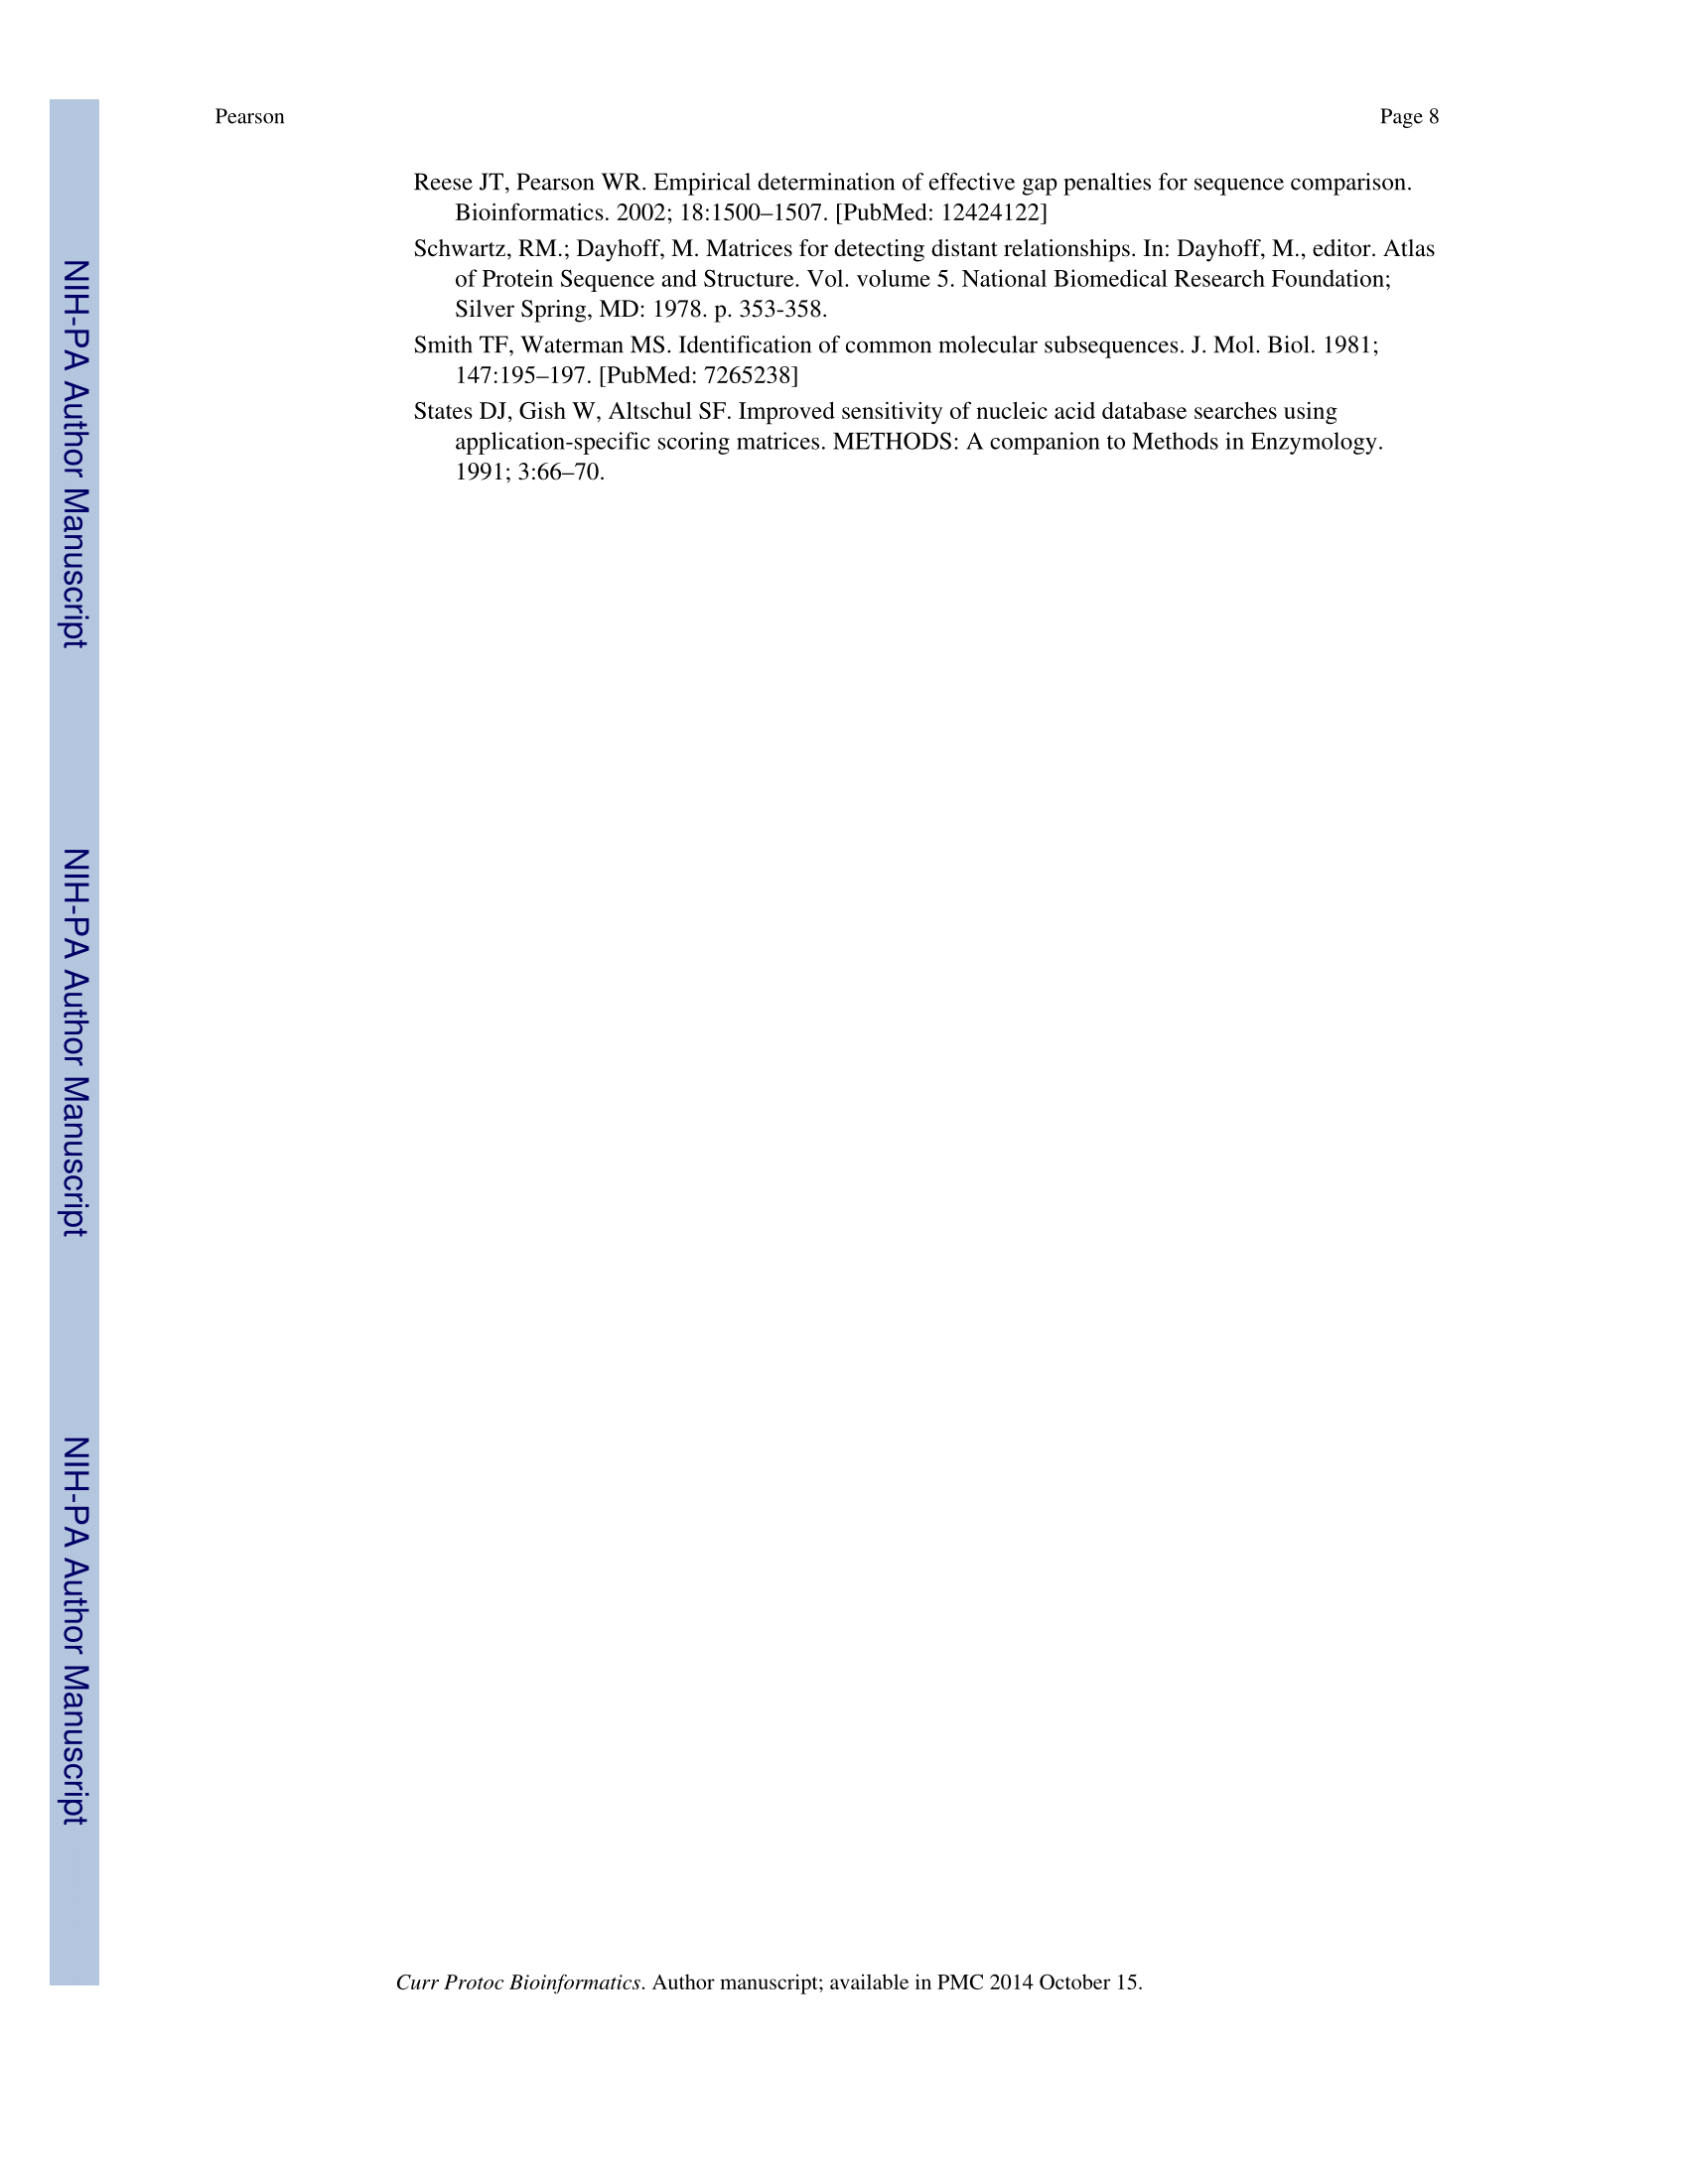 Pearson
Page 8
Reese JT, Pearson WR. Empirical determination of effective gap penalties for sequence comparison.
Bioinformatics. 2002; 18:1500–1507. [PubMed: 12424122]
Schwartz, RM.; Dayhoff, M. Matrices for detecting distant relationships. In: Dayhoff, M., editor. Atlas
of Protein Sequence and Structure. Vol. volume 5. National Biomedical Research Foundation;
Silver Spring, MD: 1978. p. 353-358.
Smith TF, Waterman MS. Identification of common molecular subsequences. J. Mol. Biol. 1981;
147:195–197. [PubMed: 7265238]
States DJ, Gish W, Altschul SF. Improved sensitivity of nucleic acid database searches using
application-specific scoring matrices. METHODS: A companion to Methods in Enzymology.
1991; 3:66–70.
NIH-PA Author Manuscript
NIH-PA Author Manuscript
NIH-PA Author Manuscript
Curr Protoc Bioinformatics. Author manuscript; available in PMC 2014 October 15.